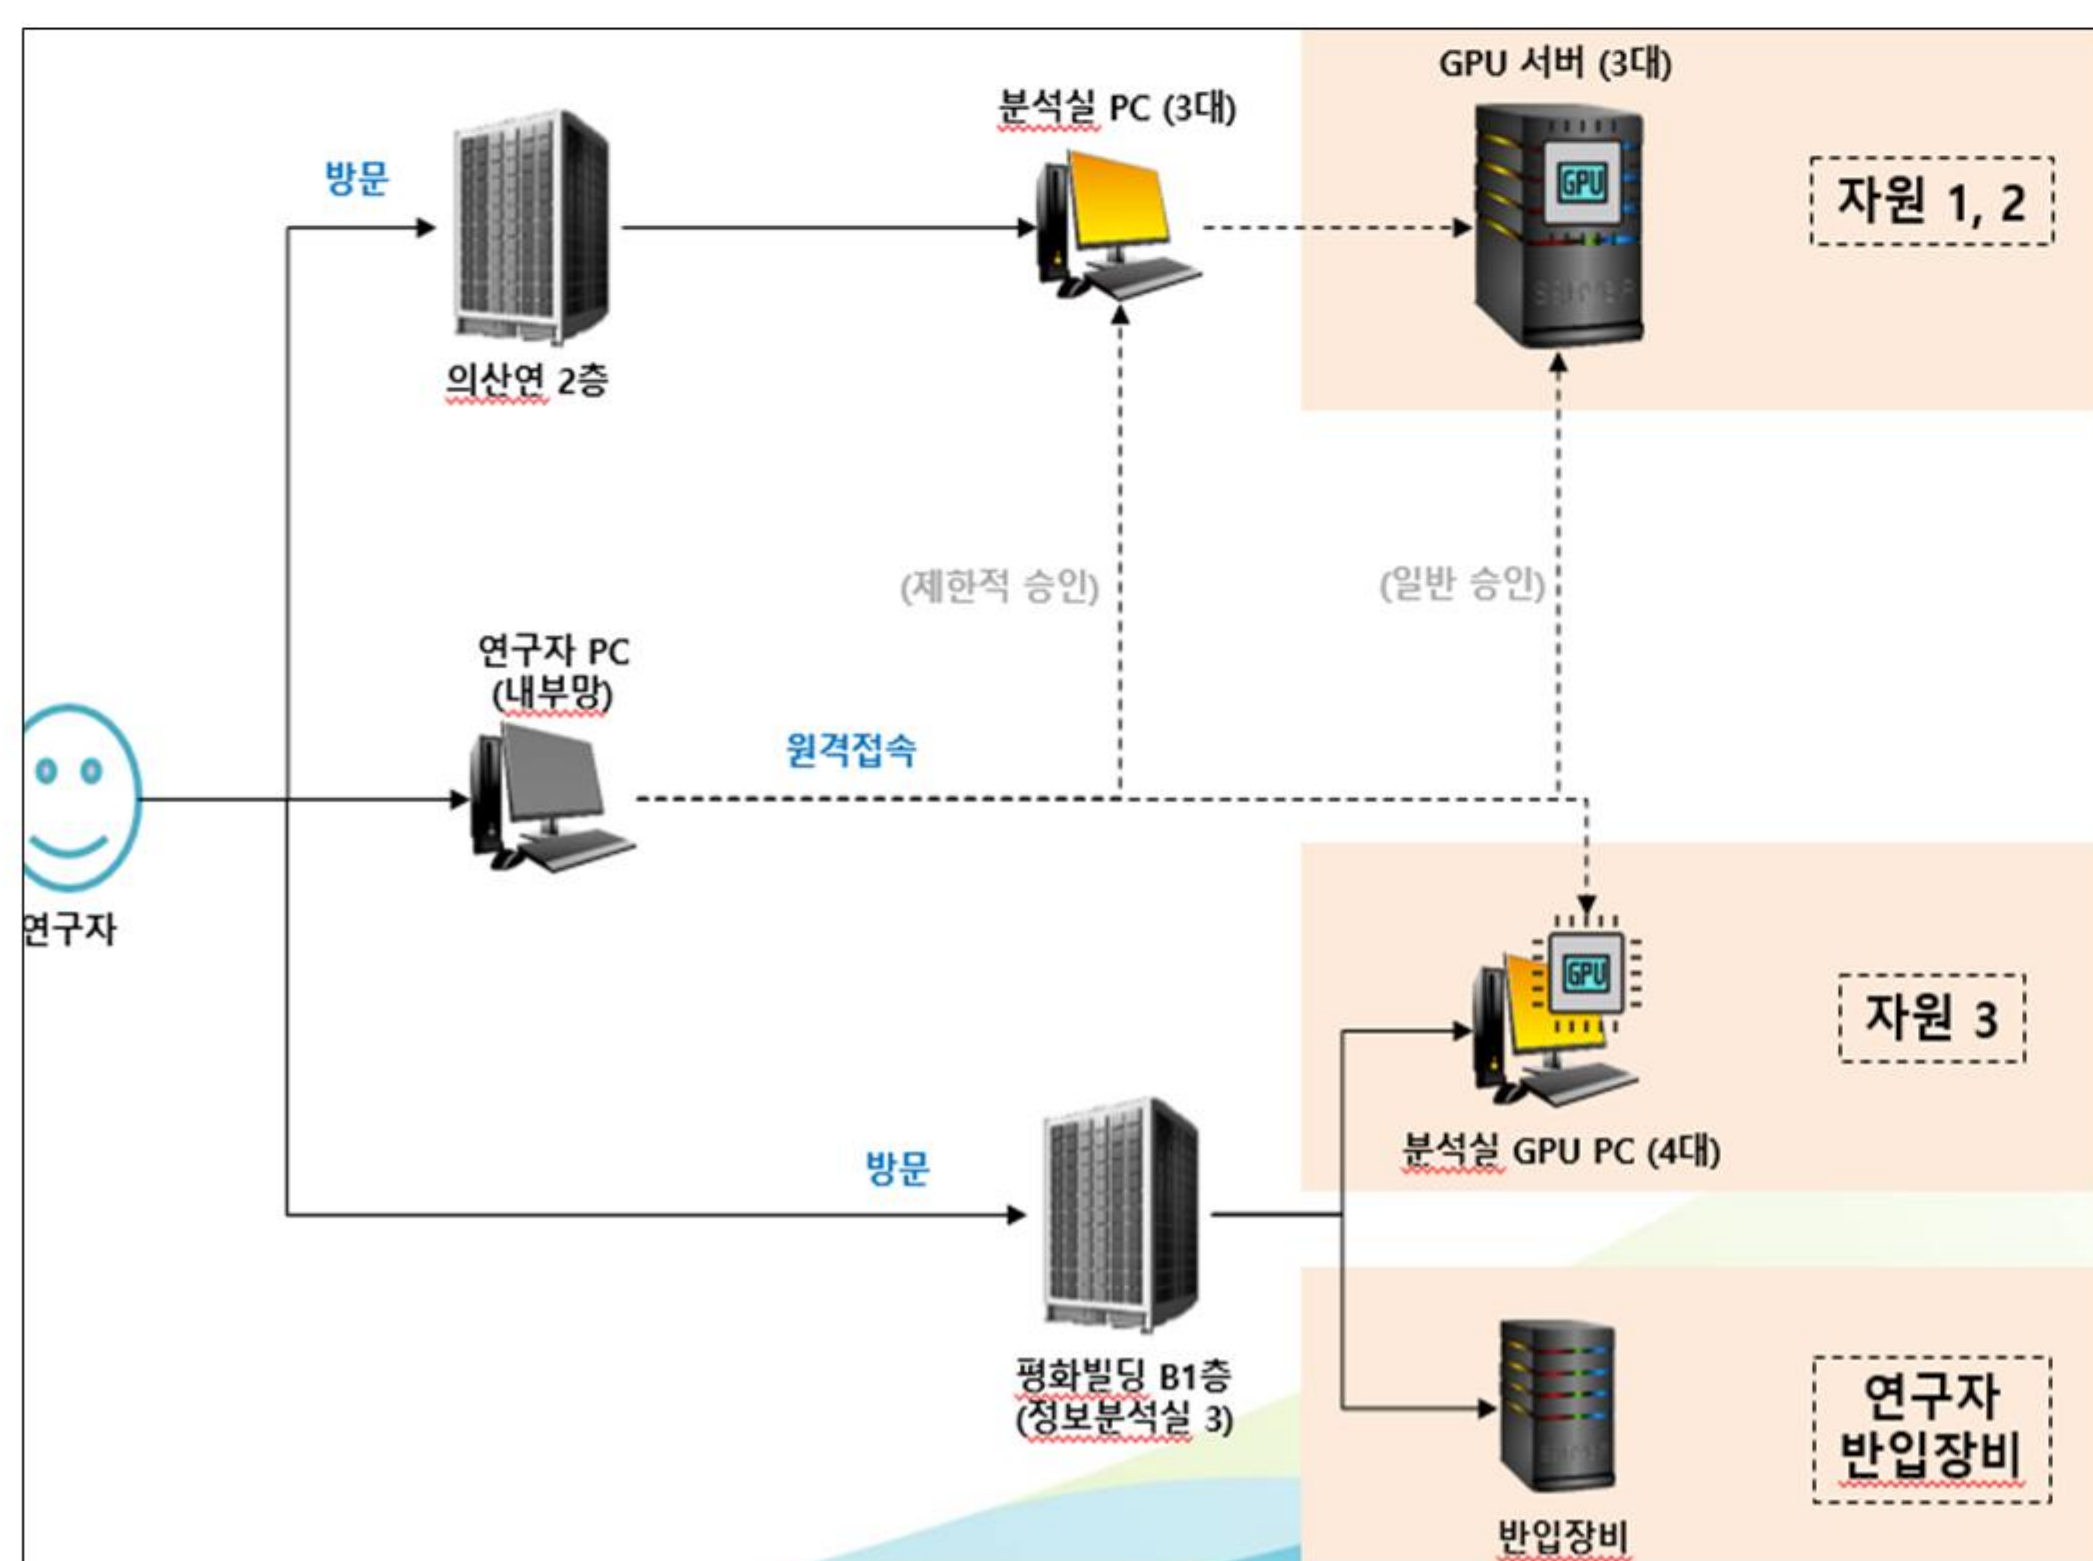 GPU 서버 (3대)
분석실 PC (3대)
방문
GPU
자원 1, 2
의산연 2층
(제한적 승인)
(일반 승인)
연구자 PC
(내부망)
원격접속
연구자
GPU
자원 3
분석실 GPU PC (4대)
방문
평화빌딩 B1층
(정보분석실 3)
연구자
반입장비
반입장비